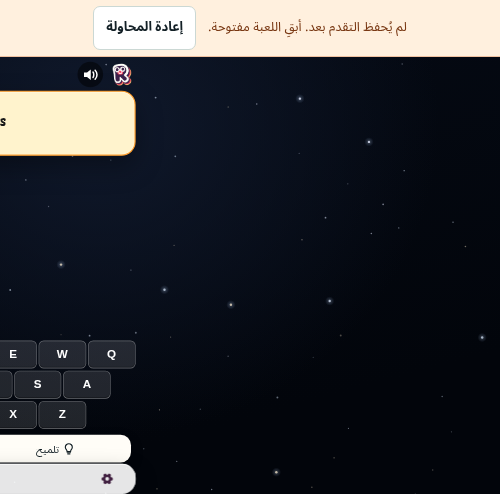 لم يُحفظ التقدم بعد. أبقِ اللعبة مفتوحة.
إعادة المحاولة
s
E W Q
S A
X Z
تلميح